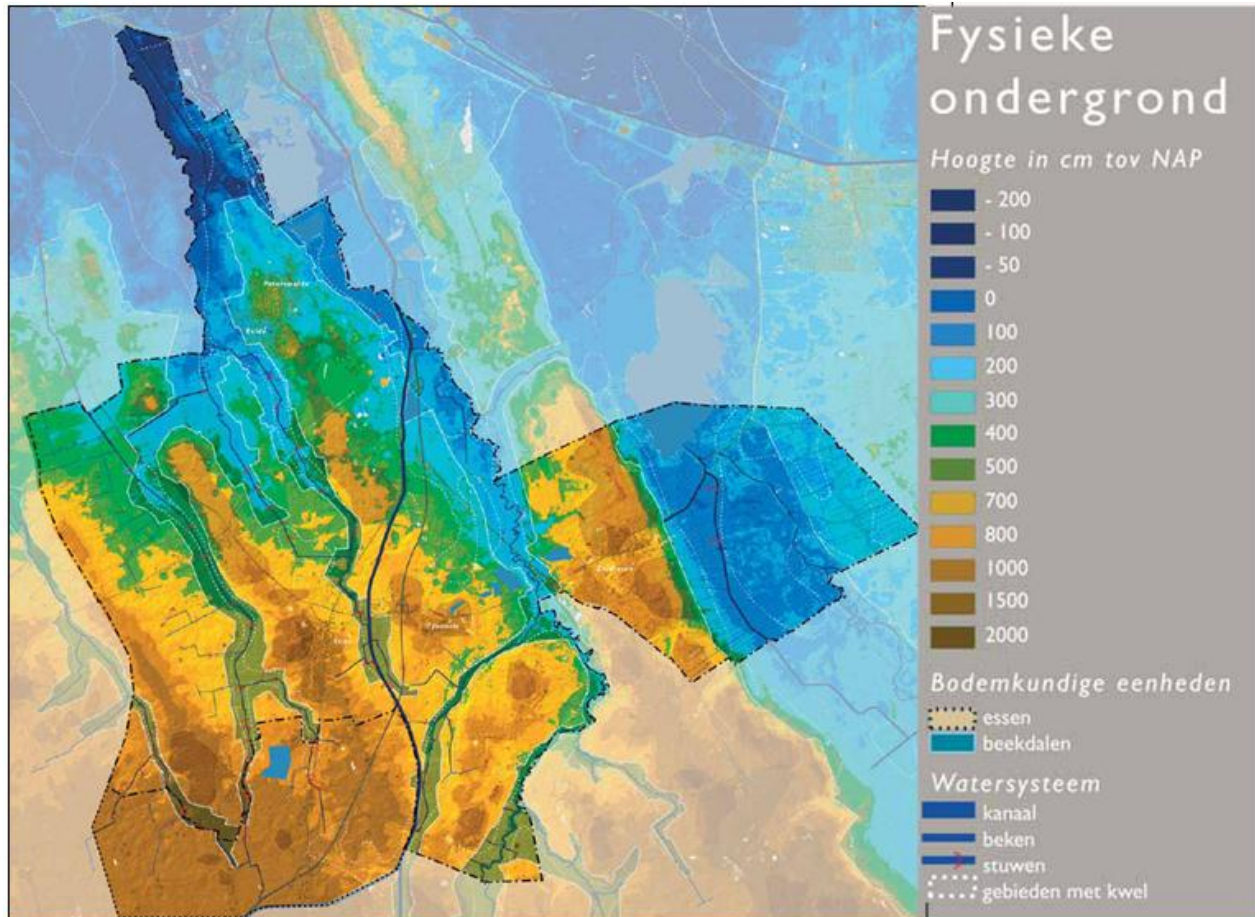 Fysieke
ondergrond
Hoogte in cm tov NAP
- 200
- 100
- 50
0
100
200
300
400
500
700
800
1000
1500
2000
Bodemkundige eenheden
essen
beekdalen
Watersysteem
kanaal
beken
stuwen
gebieden met kwel